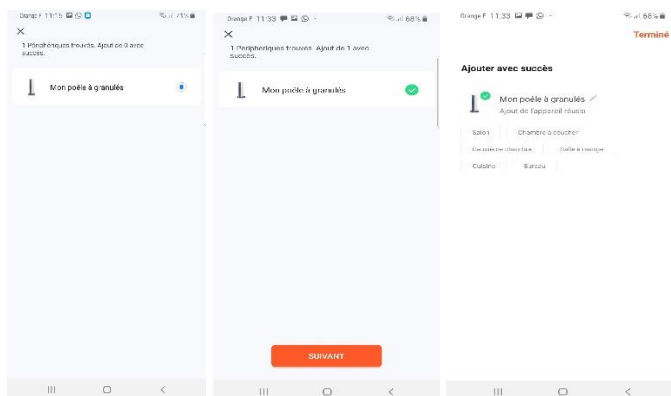 Orange F 11:15 71%
1 Périphériques trouvés. Ajout de 0 avec
succès.
Mon poêle à granulés
Orange F 11:33 68%
1 Périphériques trouvés. Ajout de 1 avec
succès.
Mon poêle à granulés
SUIVANT
Orange F 11:33 68%
Terminé
Ajouter avec succès
Mon poêle à granulés
Ajout de l'appareil réussi
Salon Chambre à coucher
Deuxième chambre Salle à manger
Cuisine Bureau